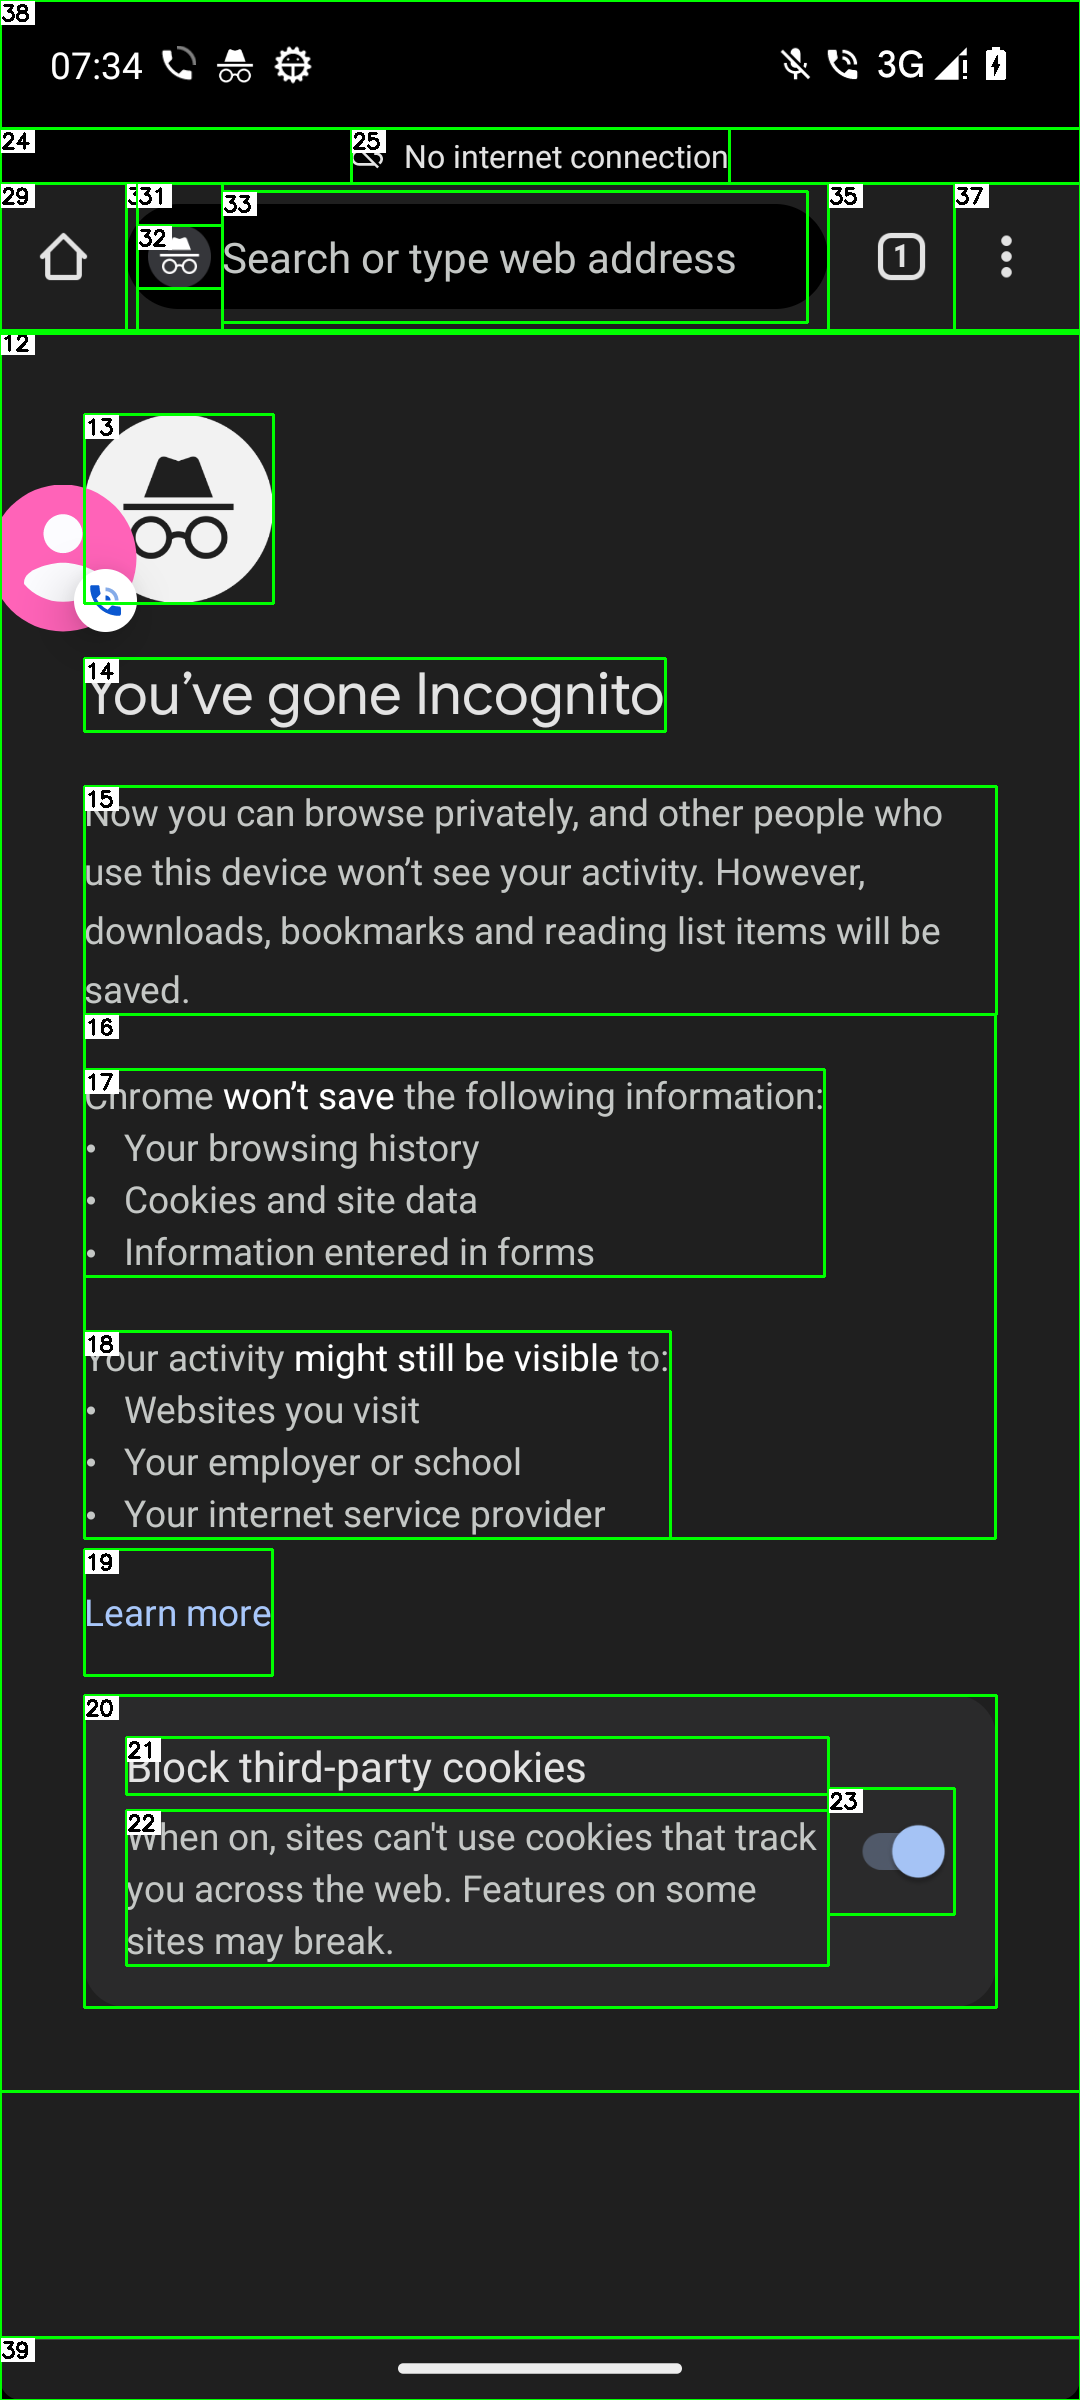 07:34
3G
No internet connection
Search or type web address
1
You’ve gone Incognito
Now you can browse privately, and other people who
use this device won’t see your activity. However,
downloads, bookmarks and reading list items will be
saved.
Chrome won’t save the following information:
• Your browsing history
• Cookies and site data
• Information entered in forms
Your activity might still be visible to:
• Websites you visit
• Your employer or school
• Your internet service provider
Learn more
Block third-party cookies
When on, sites can't use cookies that track
you across the web. Features on some
sites may break.
38
24
25
29
31
32
33
35
37
12
13
14
15
16
17
18
19
20
21
22
23
39